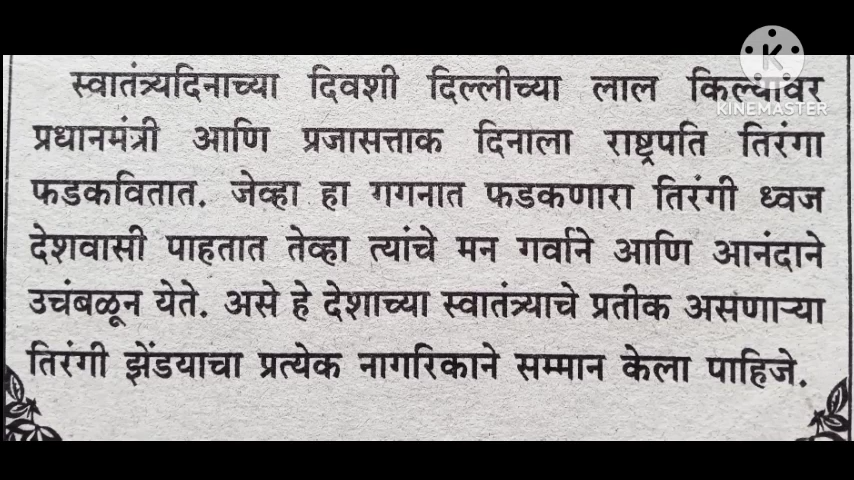 स्वातंत्र्यदिनाच्या दिवशी दिल्लीच्या लाल किल्यावर
प्रधानमंत्री आणि प्रजासत्ताक दिनाला राष्ट्रपति तिरंगा
फडकवितात. जेव्हा हा गगनात फडकणारा तिरंगी ध्वज
देशवासी पाहतात तेव्हा त्यांचे मन गर्वाने आणि आनंदाने
उचंबळून येते. असे हे देशाच्या स्वातंत्र्याचे प्रतीक असणाऱ्या
तिरंगी झेंडयाचा प्रत्येक नागरिकाने सम्मान केला पाहिजे.
K
KINEMASTER